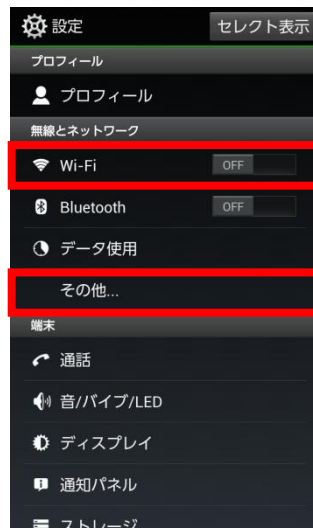 設定
セレクト表示
プロフィール
プロフィール
無線とネットワーク
Wi-Fi OFF
Bluetooth OFF
データ使用
その他...
端末
通話
音/バイブ/LED
ディスプレイ
通知パネル
ストレージ